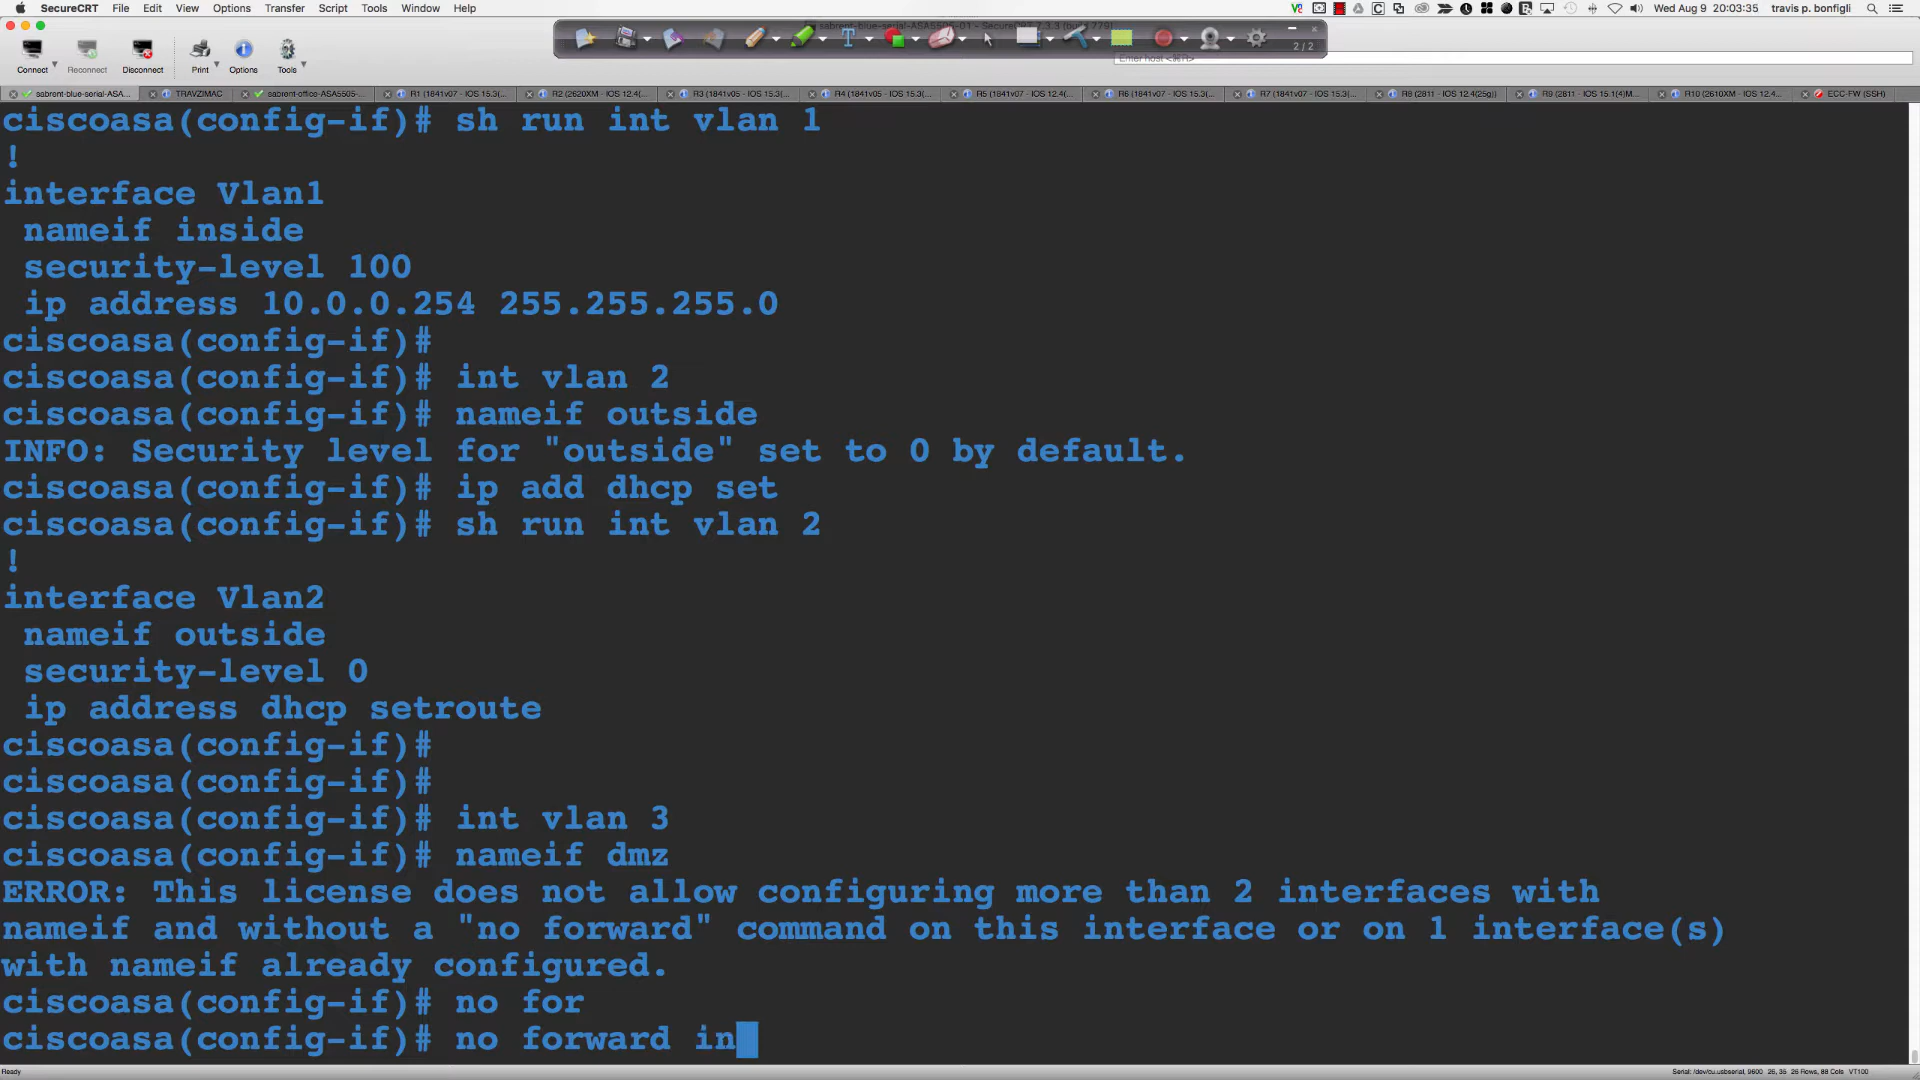 SecureCRT File Edit View Options Transfer Script Tools Window Help
Wed Aug 9 20:03:35 travis p. bonfigli
sabrent-blue-serial-ASA5505-01 - SecureCRT 7.3.3 (build 779)
2 / 2
Enter host <⌘R>
Connect Reconnect Disconnect Print Options Tools
sabrent-blue-serial-ASA... TRAVZIMAC sabrent-office-ASA5505-... R1 (1841v07 - IOS 15.3(... R2 (2620XM - IOS 12.4(... R3 (1841v05 - IOS 15.3(... R4 (1841v05 - IOS 15.3(... R5 (1841v07 - IOS 12.4(... R6 (1841v07 - IOS 15.3(... R7 (1841v07 - IOS 15.3(... R8 (2811 - IOS 12.4(25g)) R9 (2811 - IOS 15.1(4)M... R10 (2610XM - IOS 12.4... ECC-FW (SSH)
ciscoasa(config-if)# sh run int vlan 1
!
interface Vlan1
nameif inside
security-level 100
ip address 10.0.0.254 255.255.255.0
ciscoasa(config-if)#
ciscoasa(config-if)# int vlan 2
ciscoasa(config-if)# nameif outside
INFO: Security level for "outside" set to 0 by default.
ciscoasa(config-if)# ip add dhcp set
ciscoasa(config-if)# sh run int vlan 2
!
interface Vlan2
nameif outside
security-level 0
ip address dhcp setroute
ciscoasa(config-if)#
ciscoasa(config-if)#
ciscoasa(config-if)# int vlan 3
ciscoasa(config-if)# nameif dmz
ERROR: This license does not allow configuring more than 2 interfaces with
nameif and without a "no forward" command on this interface or on 1 interface(s)
with nameif already configured.
ciscoasa(config-if)# no for
ciscoasa(config-if)# no forward in
Ready
Serial: /dev/cu.usbserial, 9600 26, 35 26 Rows, 88 Cols VT100